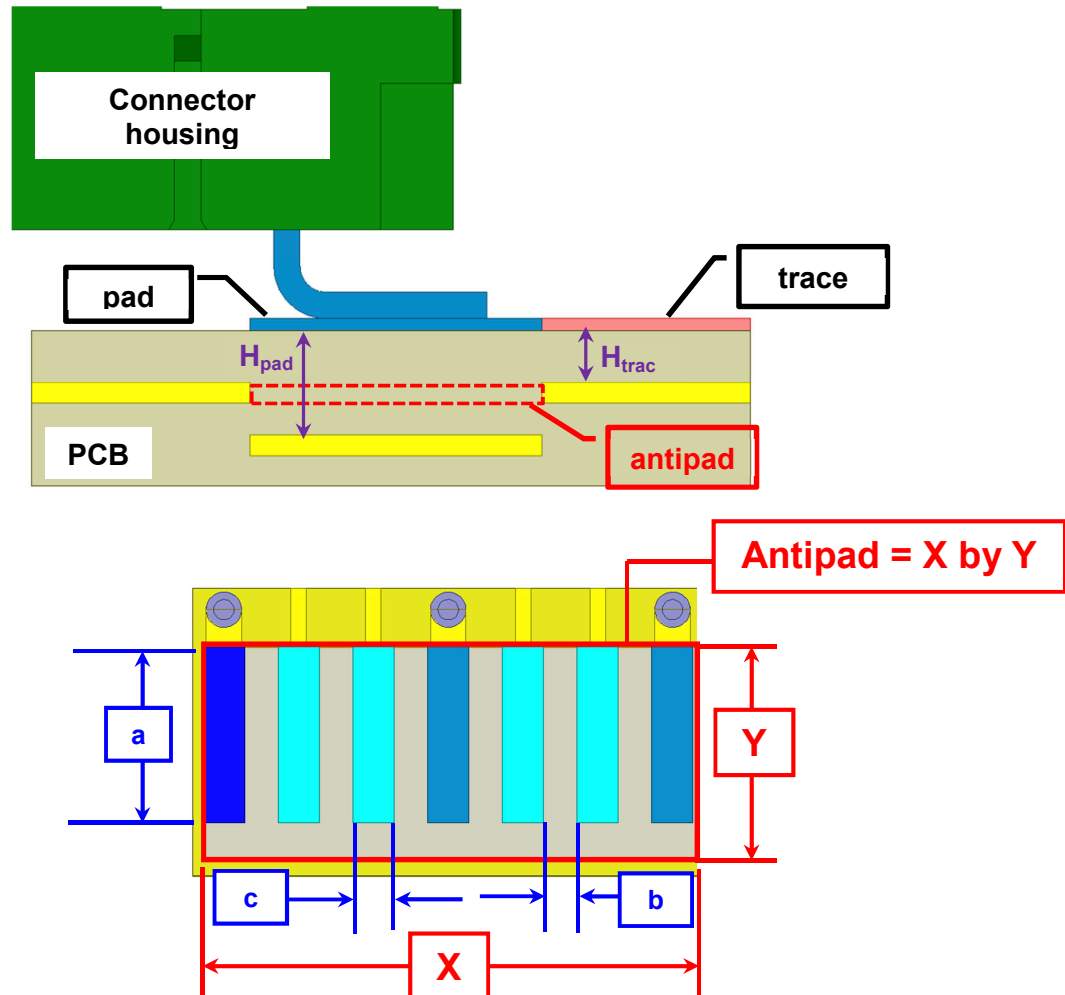 Connector
housing
pad
trace
Hpad
Htrac
PCB
antipad
Antipad = X by Y
a
Y
c
b
X